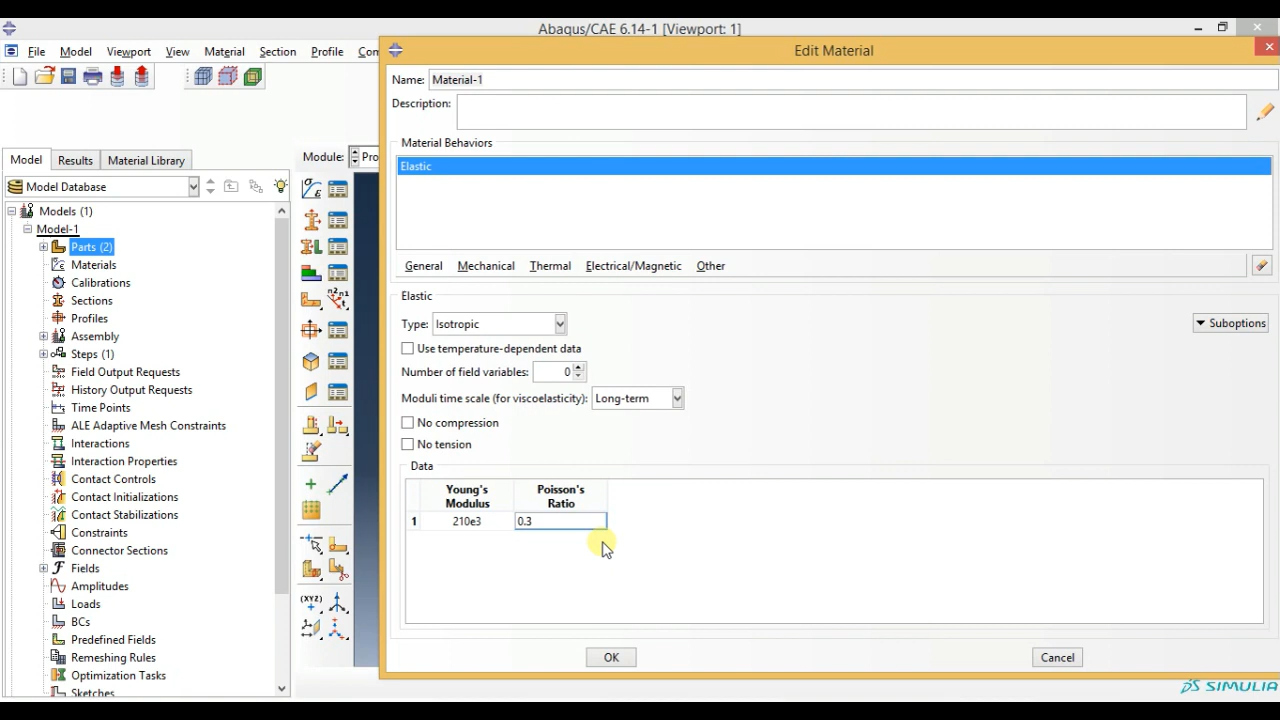 Abaqus/CAE 6.14-1 [Viewport: 1]
File Model Viewport View Material Section Profile Con
Edit Material
Name: Material-1
Description:
Material Behaviors
Elastic
General Mechanical Thermal Electrical/Magnetic Other
Elastic
Type: Isotropic
Suboptions
Use temperature-dependent data
Number of field variables: 0
Moduli time scale (for viscoelasticity): Long-term
No compression
No tension
Data
Young's Modulus
Poisson's Ratio
1 210e3 0.3
OK Cancel
Model Results Material Library
Module: Pro
Model Database
Models (1)
Model-1
Parts (2)
Materials
Calibrations
Sections
Profiles
Assembly
Steps (1)
Field Output Requests
History Output Requests
Time Points
ALE Adaptive Mesh Constraints
Interactions
Interaction Properties
Contact Controls
Contact Initializations
Contact Stabilizations
Constraints
Connector Sections
Fields
Amplitudes
Loads
BCs
Predefined Fields
Remeshing Rules
Optimization Tasks
Sketches
σ ε
n2 n1 t
(XYZ)
SIMULIA